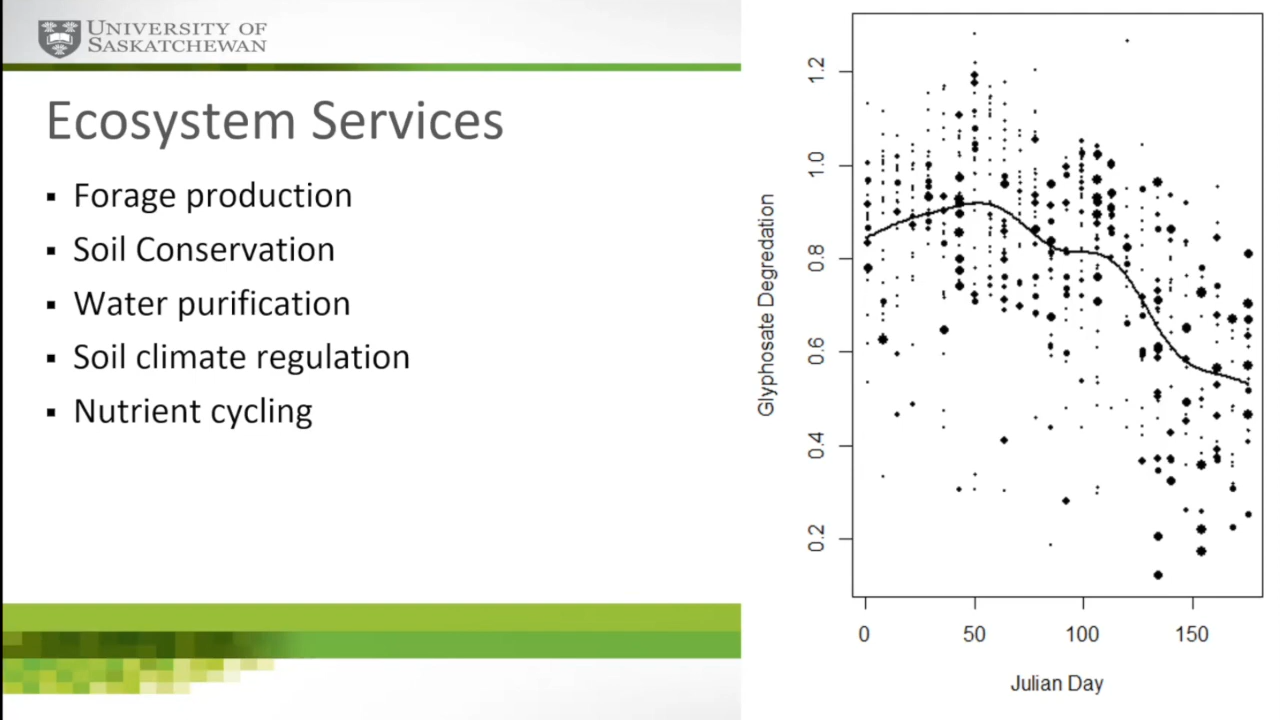 UNIVERSITY OF
SASKATCHEWAN
Ecosystem Services
Forage production
Soil Conservation
Water purification
Soil climate regulation
Nutrient cycling
Glyphosate Degredation
1.2
1.0
0.8
0.6
0.4
0.2
0 50 100 150
Julian Day